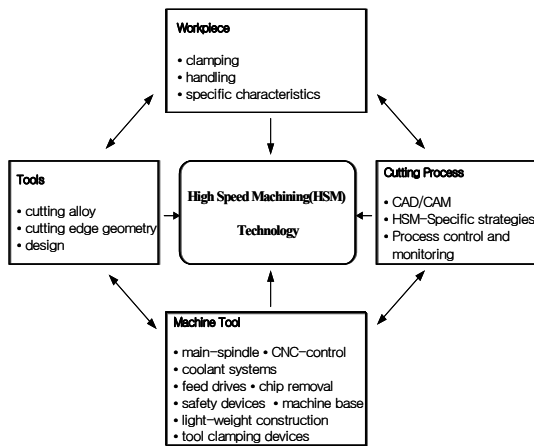 Workpiece
• clamping
• handling
• specific characteristics
Tools
• cutting alloy
• cutting edge geometry
• design
High Speed Machining(HSM)
Technology
Cutting Process
• CAD/CAM
• HSM-Specific strategies
• Process control and
monitoring
Machine Tool
• main-spindle • CNC-control
• coolant systems
• feed drives • chip removal
• safety devices • machine base
• light-weight construction
• tool clamping devices